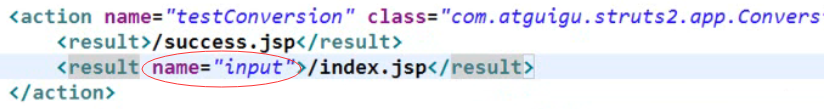 <action name="testConversion" class="com.atguigu.struts2.app.Convers
<result>/success.jsp</result>
<result name="input">/index.jsp</result>
</action>